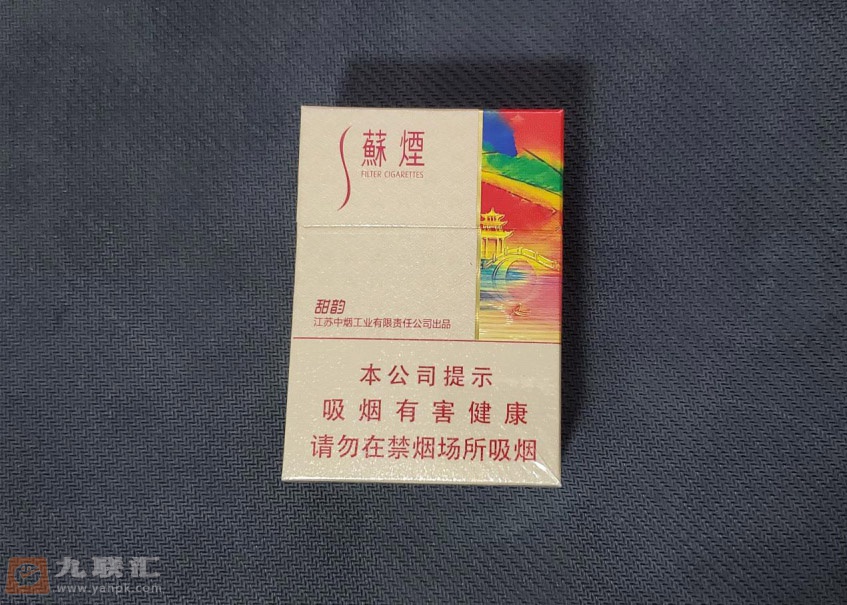 蘇煙
FILTER CIGARETTES
甜韵
江苏中烟工业有限责任公司出品
本公司提示
吸烟有害健康
请勿在禁烟场所吸烟
九联汇
www.yanpk.com